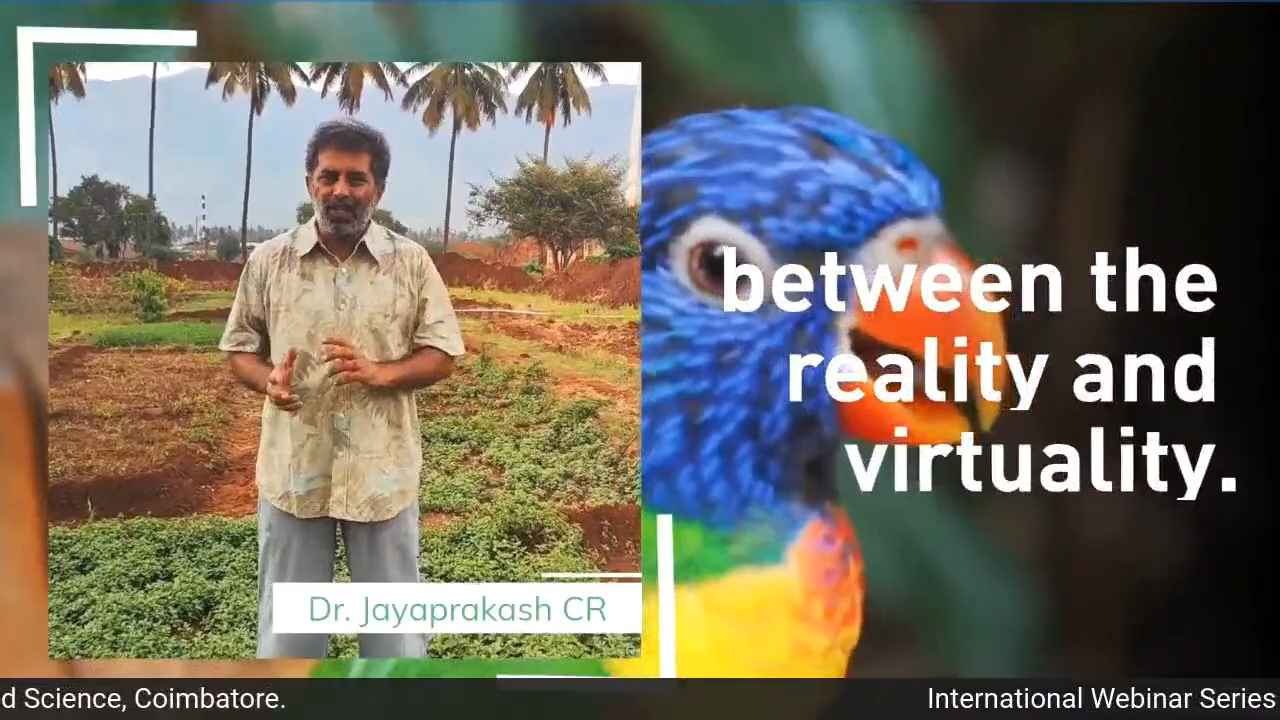 between the
reality and
virtuality.
Dr. Jayaprakash CR
d Science, Coimbatore.
International Webinar Series